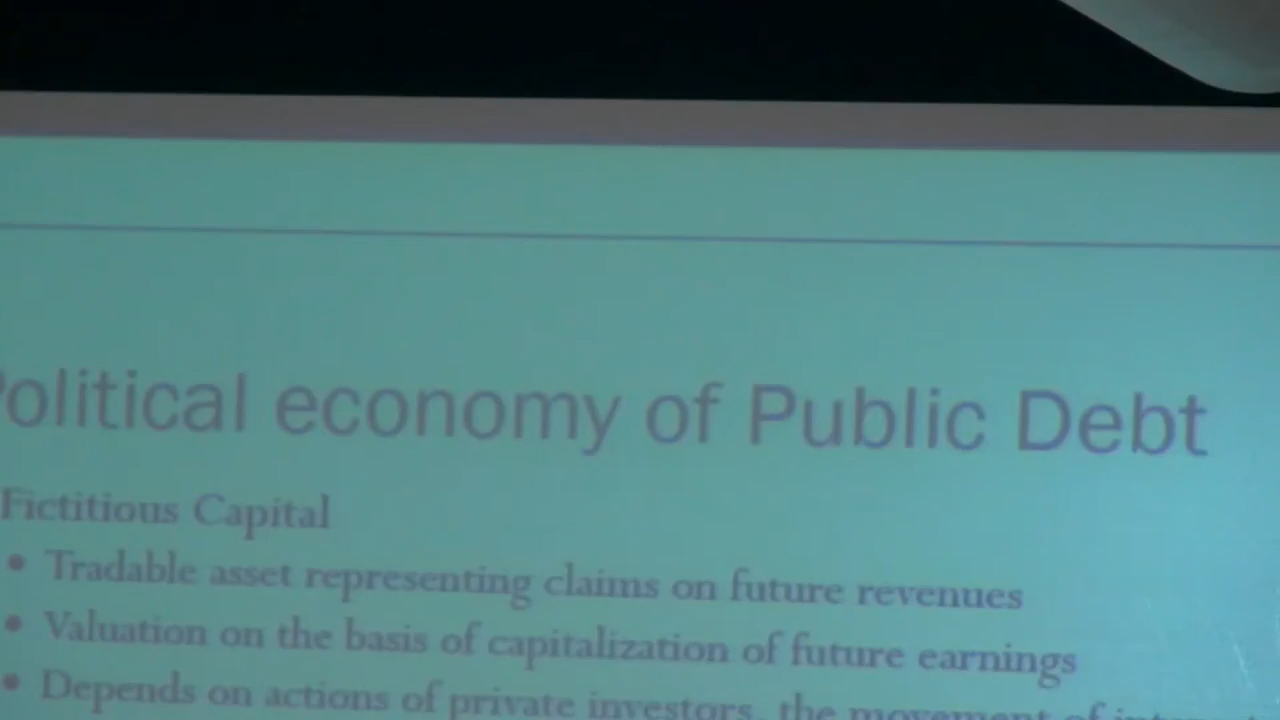 Political economy of Public Debt
Fictitious Capital
• Tradable asset representing claims on future revenues
• Valuation on the basis of capitalization of future earnings
• Depends on actions of private investors, the movement of